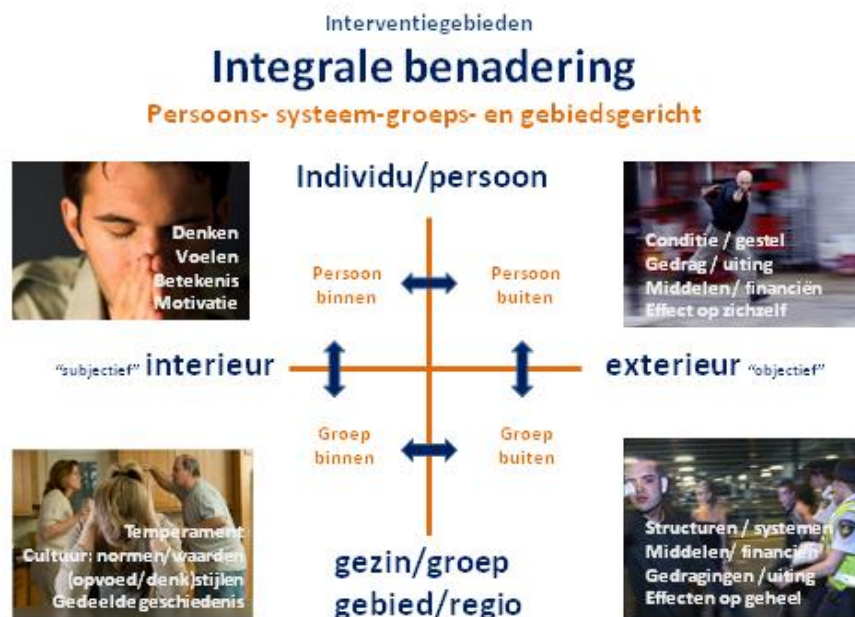 Interventiegebieden
Integrale benadering
Persoons- systeem-groeps- en gebiedsgericht
Individu/persoon
Denken
Voelen
Betekenis
Motivatie
Persoon
binnen
Persoon
buiten
Conditie / gestel
Gedrag / uiting
Middelen / financiën
Effect op zichzelf
"subjectief" interieur
exterieur "objectief"
Groep
binnen
Groep
buiten
Temperament
Cultuur: normen/waarden
(opvoed/denk)stijlen
Gedeelde geschiedenis
gezin/groep
gebied/regio
Structuren / systemen
Middelen/ financiën
Gedragingen /uiting
Effecten op geheel